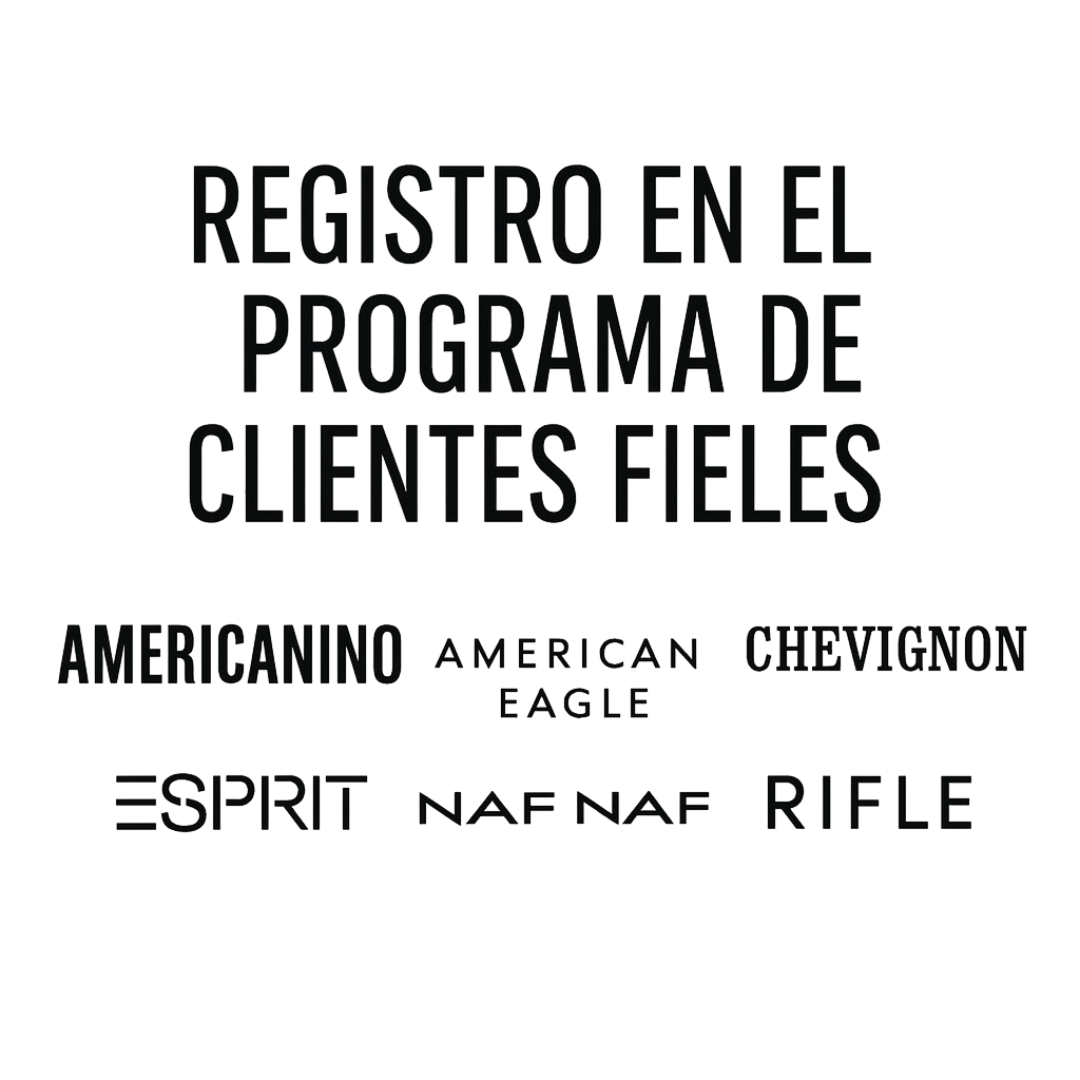 REGISTRO EN EL
PROGRAMA DE
CLIENTES FIELES
AMERICANINO
AMERICAN
EAGLE
CHEVIGNON
ESPRIT
NAF NAF
RIFLE